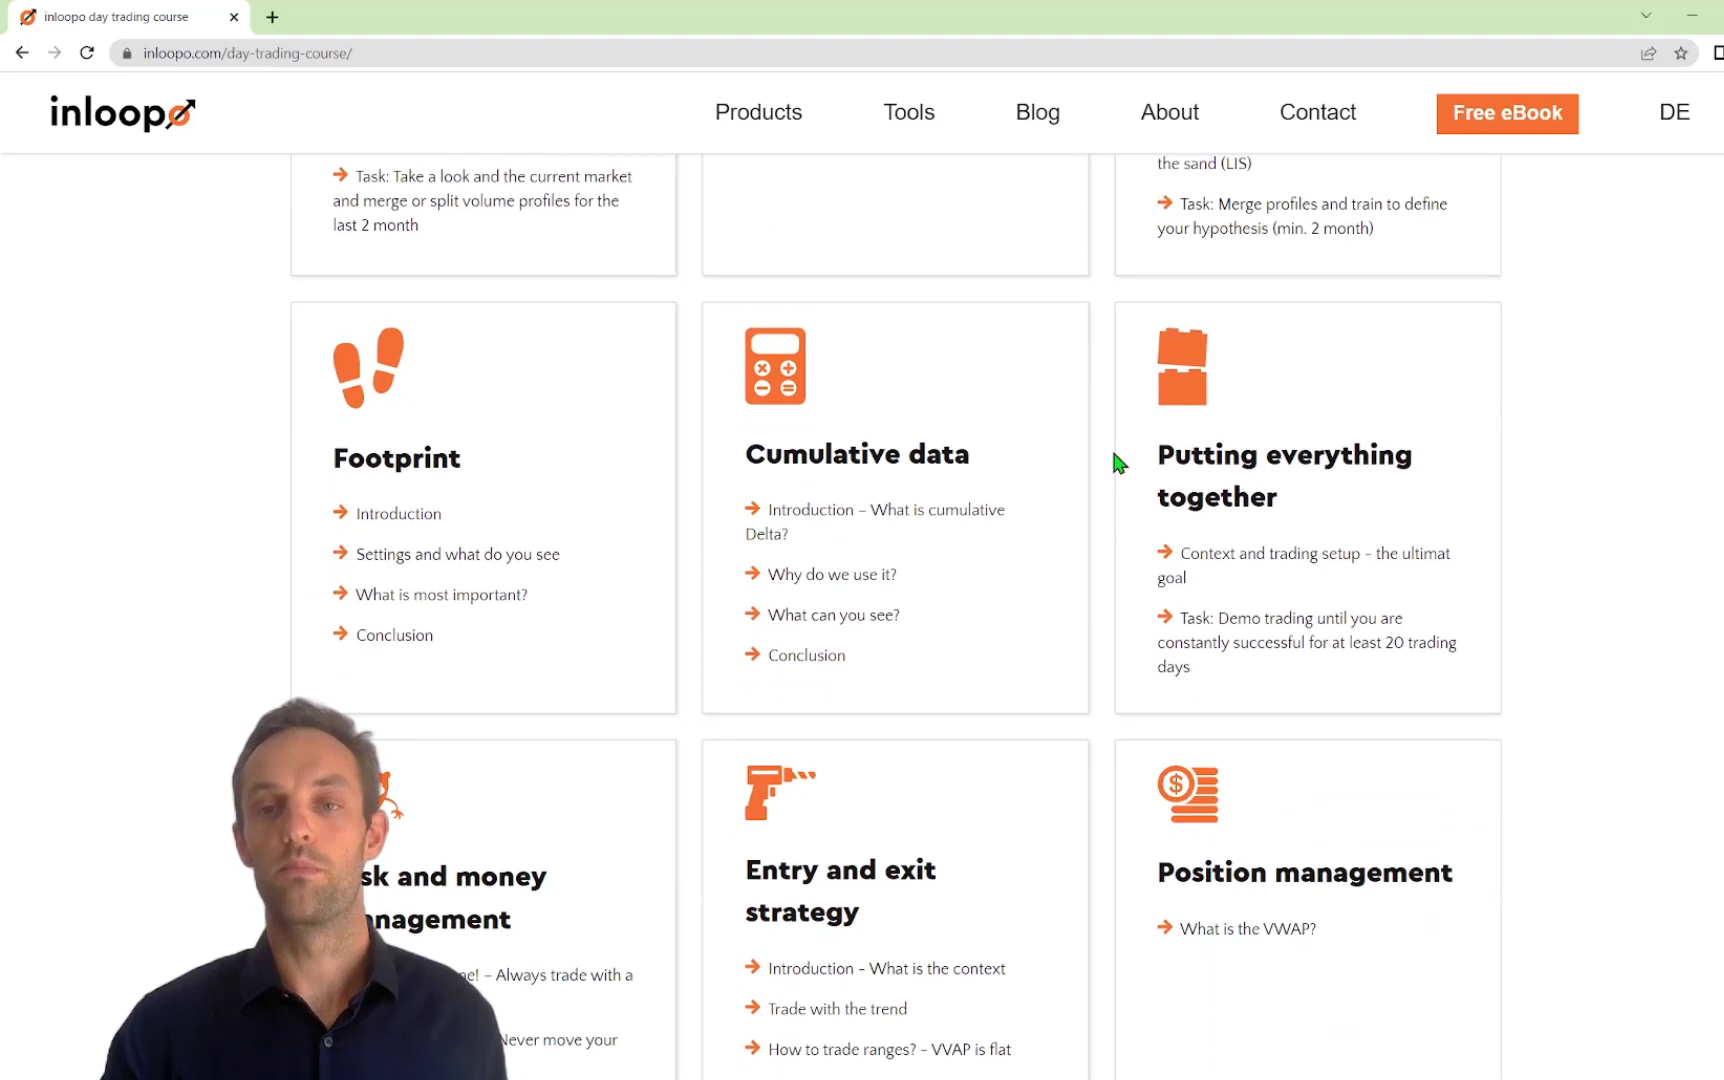 inloopo day trading course
inloopo.com/day-trading-course/
inloopo
Products
Tools
Blog
About
Contact
Free eBook
DE
Task: Take a look and the current market
and merge or split volume profiles for the
last 2 month
the sand (LIS)
Task: Merge profiles and train to define
your hypothesis (min. 2 month)
Footprint
Introduction
Settings and what do you see
What is most important?
Conclusion
Cumulative data
Introduction – What is cumulative
Delta?
Why do we use it?
What can you see?
Conclusion
Putting everything
together
Context and trading setup - the ultimat
goal
Task: Demo trading until you are
constantly successful for at least 20 trading
days
sk and money
nagement
ne! – Always trade with a
Never move your
Entry and exit
strategy
Introduction - What is the context
Trade with the trend
How to trade ranges? - VVAP is flat
Position management
What is the VWAP?